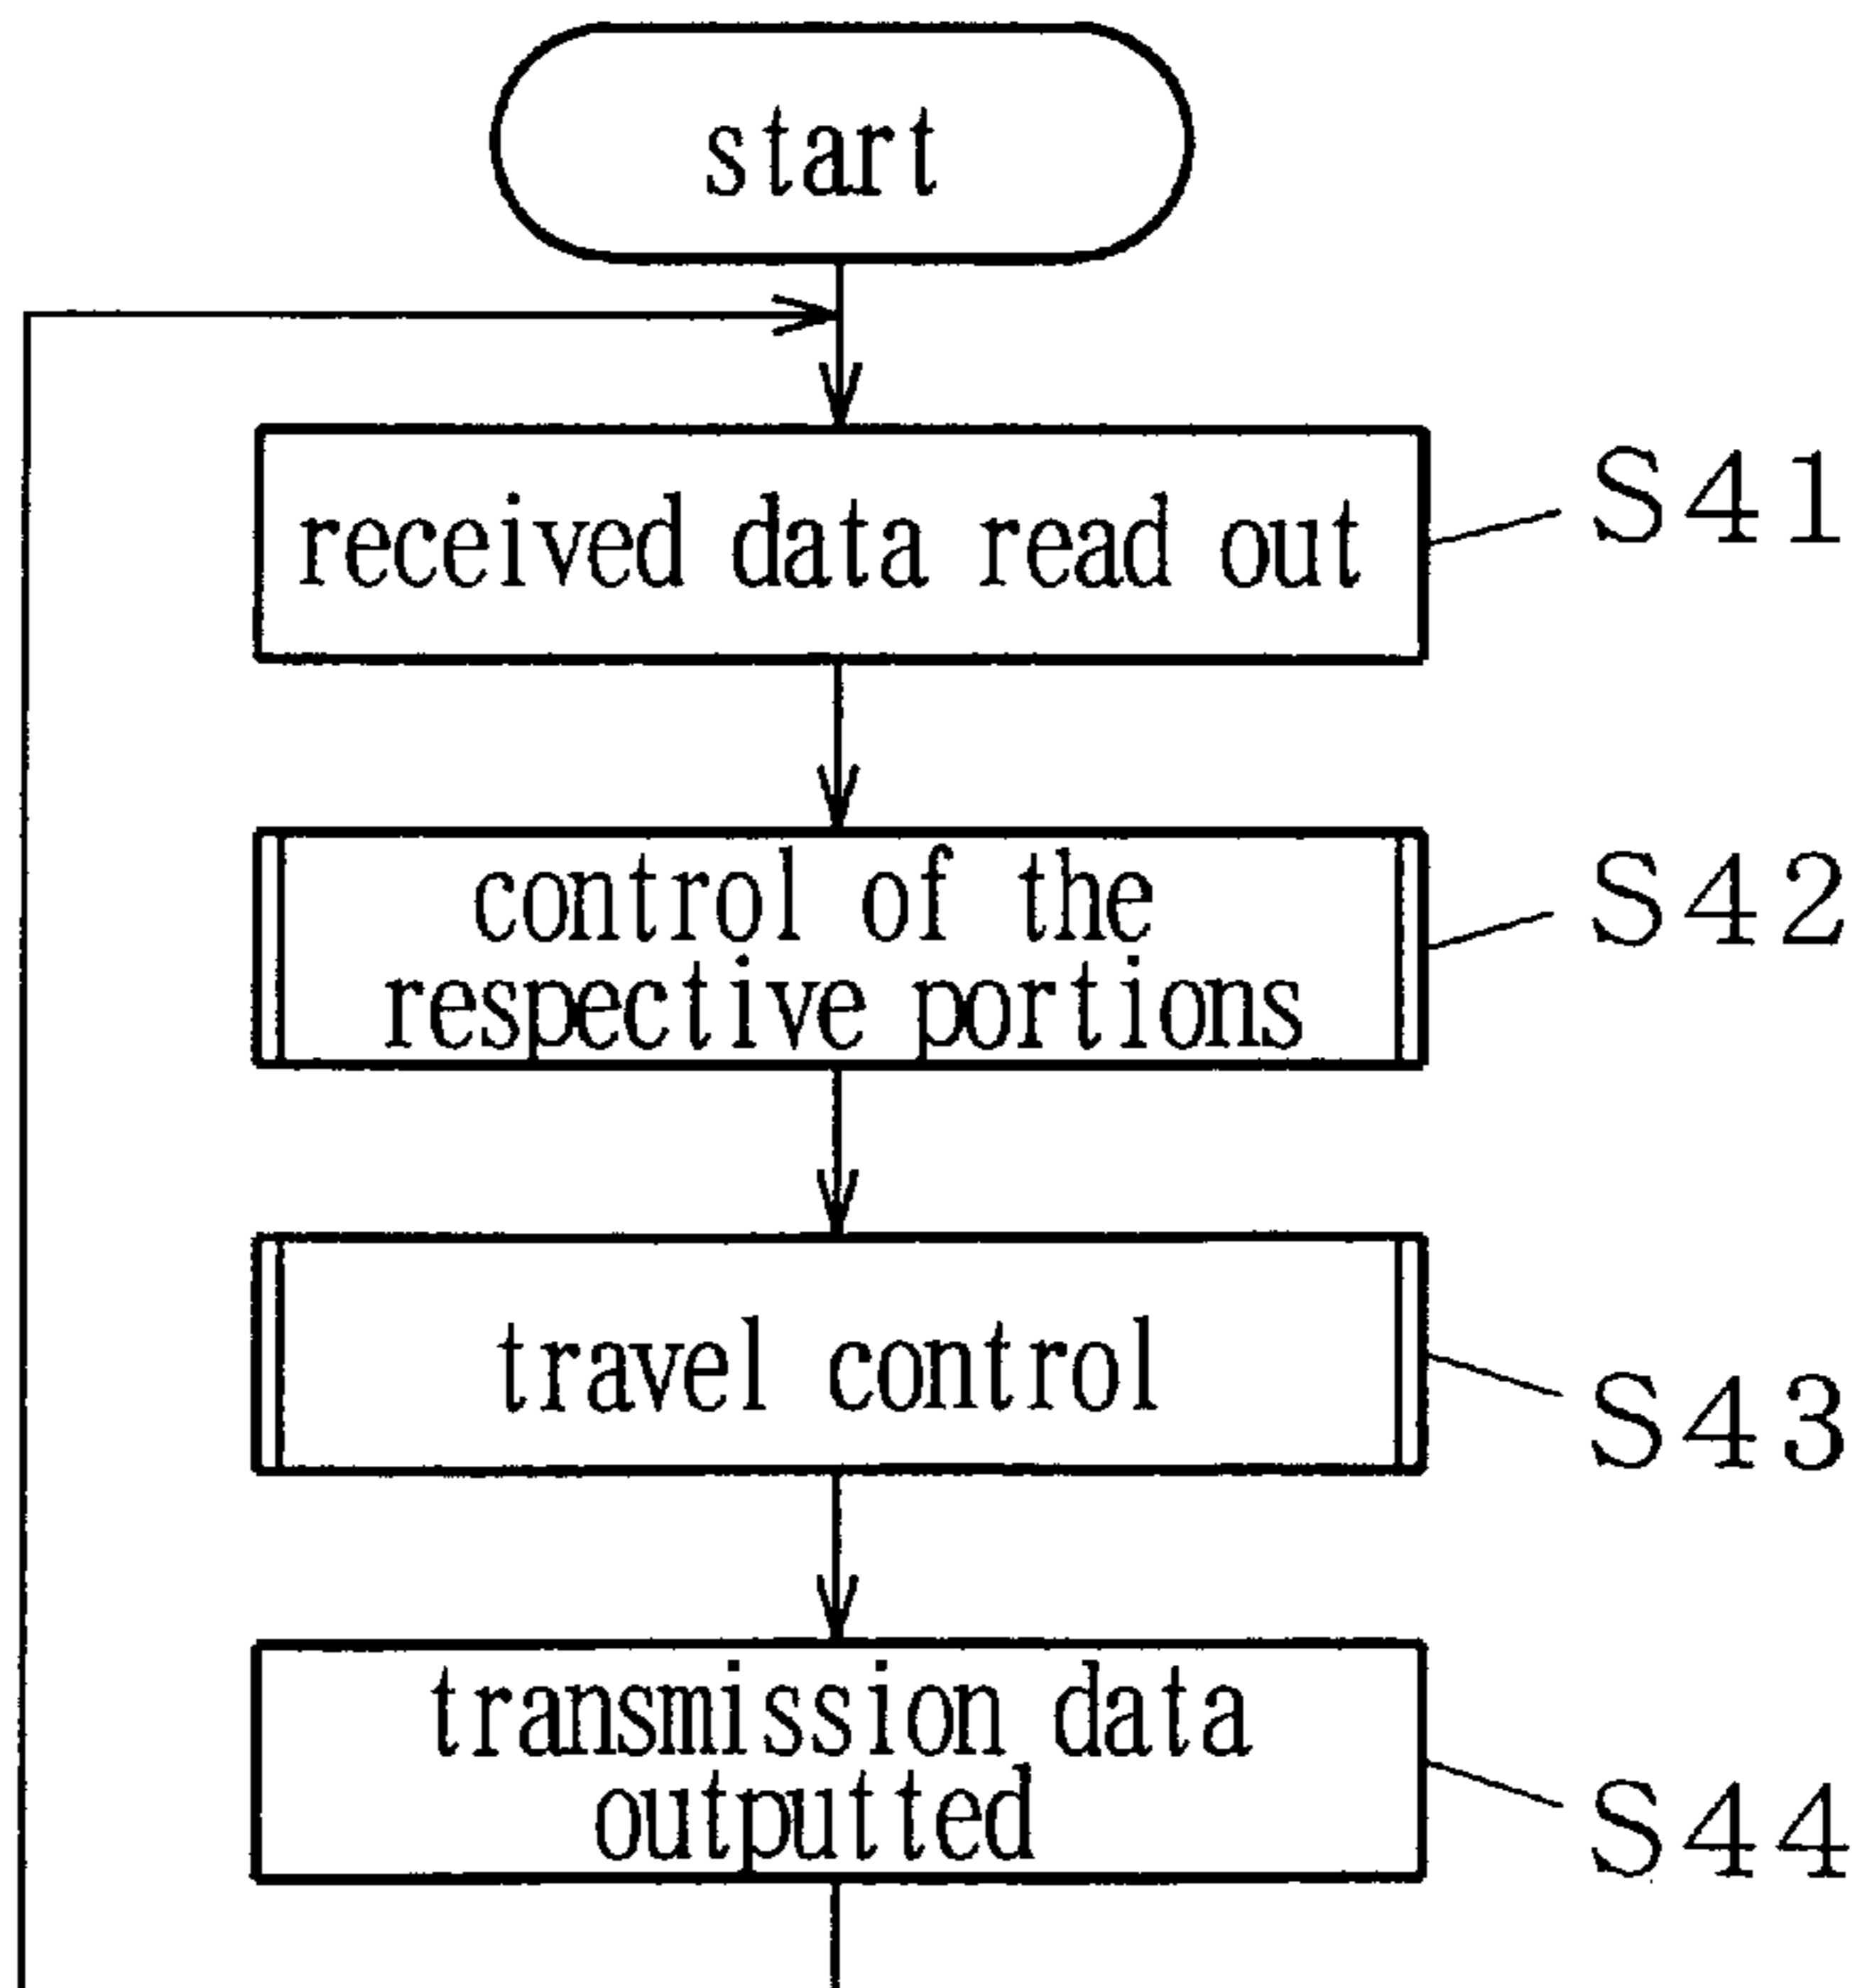 start
received data read out
S41
control of the
respective portions
S42
travel control
S43
transmission data
outputted
S44